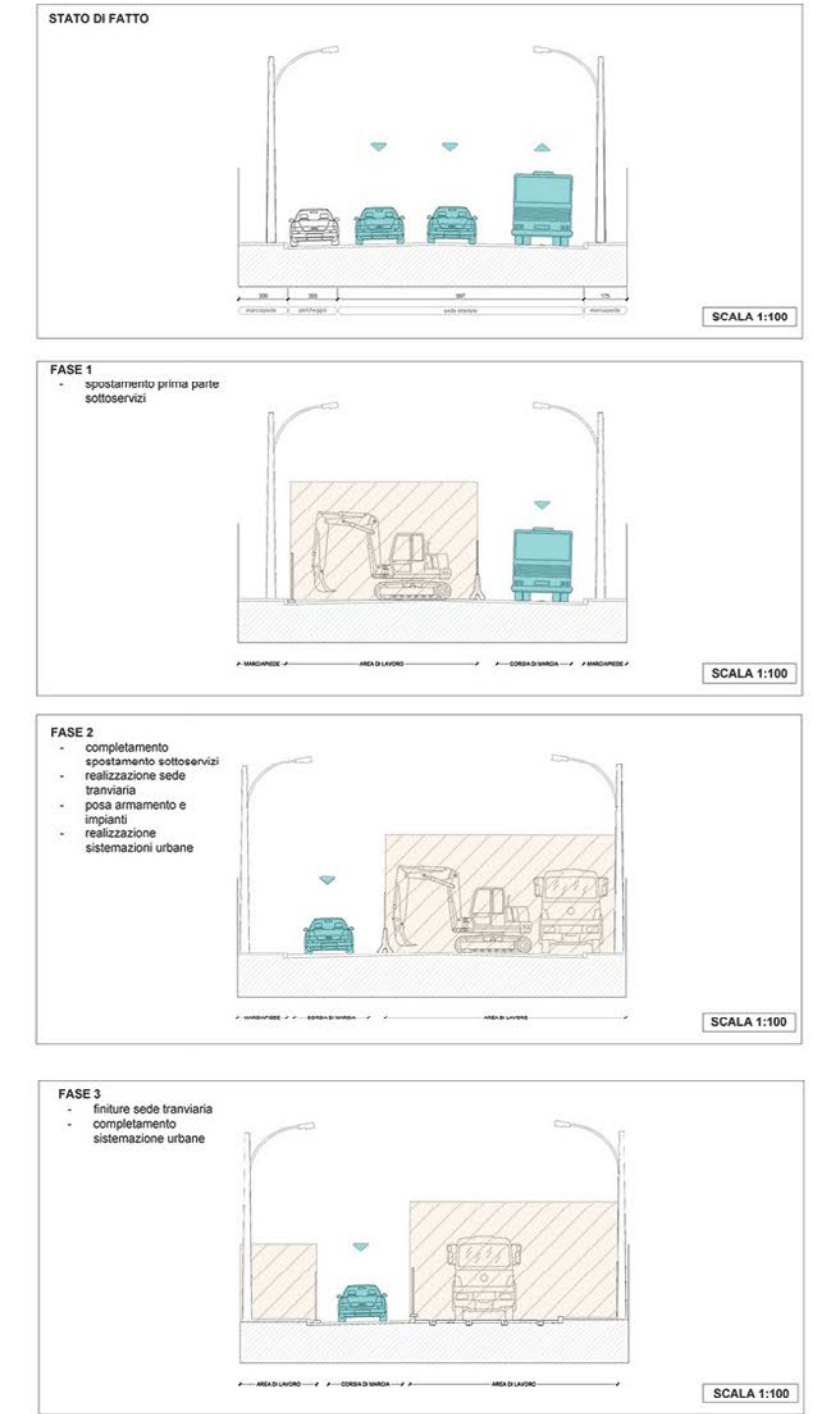 STATO DI FATTO
200 200 997 175
marciapiede parcheggio sede stradale marciapiede
SCALA 1:100
FASE 1
- spostamento prima parte
sottoservizi
MARCIAPIEDE AREA DI LAVORO CORSIA DI MARCIA MARCIAPIEDE
SCALA 1:100
FASE 2
- completamento
spostamento sottoservizi
- realizzazione sede
tranviaria
- posa armamento e
impianti
- realizzazione
sistemazioni urbane
MARCIAPIEDE CORSIA DI MARCIA AREA DI LAVORO
SCALA 1:100
FASE 3
- finiture sede tranviaria
- completamento
sistemazione urbane
AREA DI LAVORO CORSIA DI MARCIA AREA DI LAVORO
SCALA 1:100